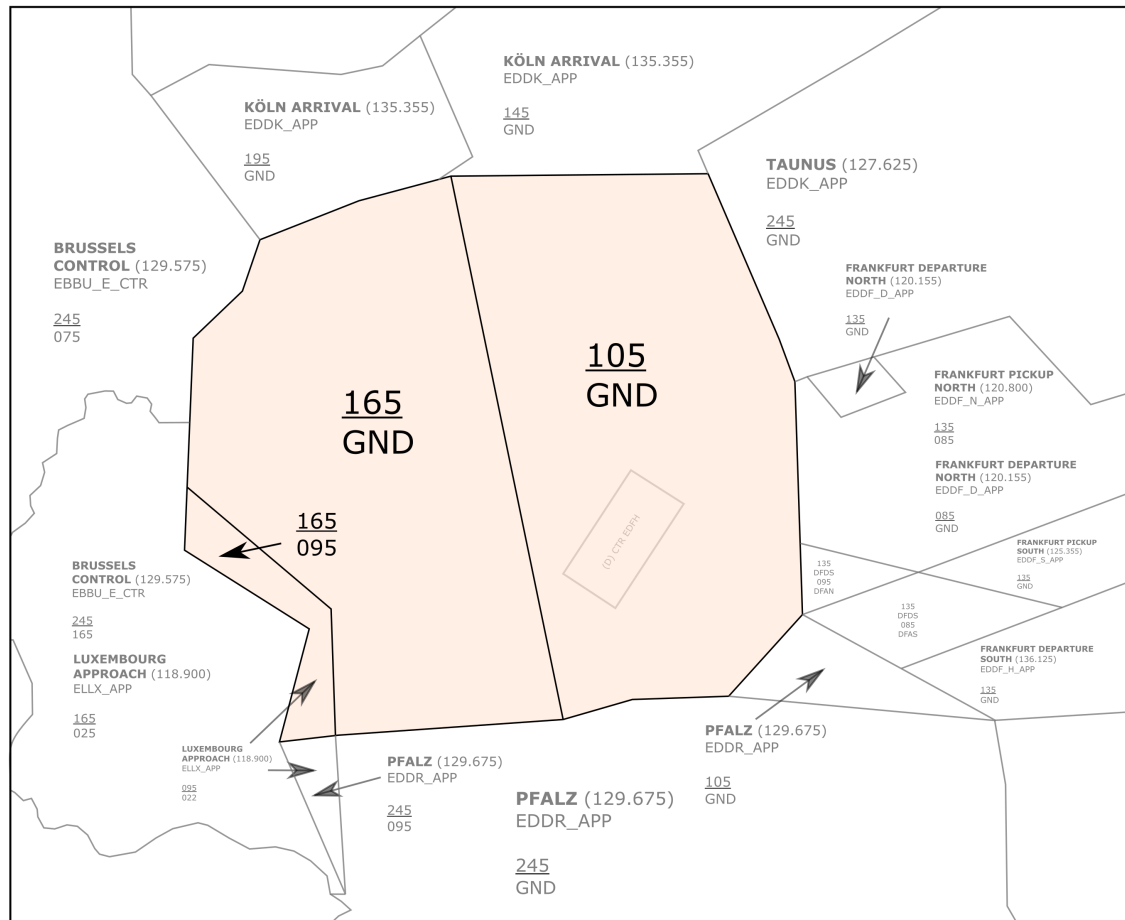 KÖLN ARRIVAL (135.355)
EDDK_APP
145
GND
KÖLN ARRIVAL (135.355)
EDDK_APP
195
GND
TAUNUS (127.625)
EDDK_APP
245
GND
BRUSSELS
CONTROL (129.575)
EBBU_E_CTR
245
075
FRANKFURT DEPARTURE
NORTH (120.155)
EDDF_D_APP
135
GND
105
GND
165
GND
FRANKFURT PICKUP
NORTH (120.800)
EDDF_N_APP
135
085
FRANKFURT DEPARTURE
NORTH (120.155)
EDDF_D_APP
085
GND
(D) CTR EDFH
165
095
FRANKFURT PICKUP
SOUTH (125.355)
EDDF_S_APP
135
GND
135
DFDS
095
DFAN
135
DFDS
085
DFAS
BRUSSELS
CONTROL (129.575)
EBBU_E_CTR
245
165
LUXEMBOURG
APPROACH (118.900)
ELLX_APP
165
025
FRANKFURT DEPARTURE
SOUTH (136.125)
EDDF_H_APP
135
GND
LUXEMBOURG
APPROACH (118.900)
ELLX_APP
095
022
PFALZ (129.675)
EDDR_APP
245
095
PFALZ (129.675)
EDDR_APP
105
GND
PFALZ (129.675)
EDDR_APP
245
GND